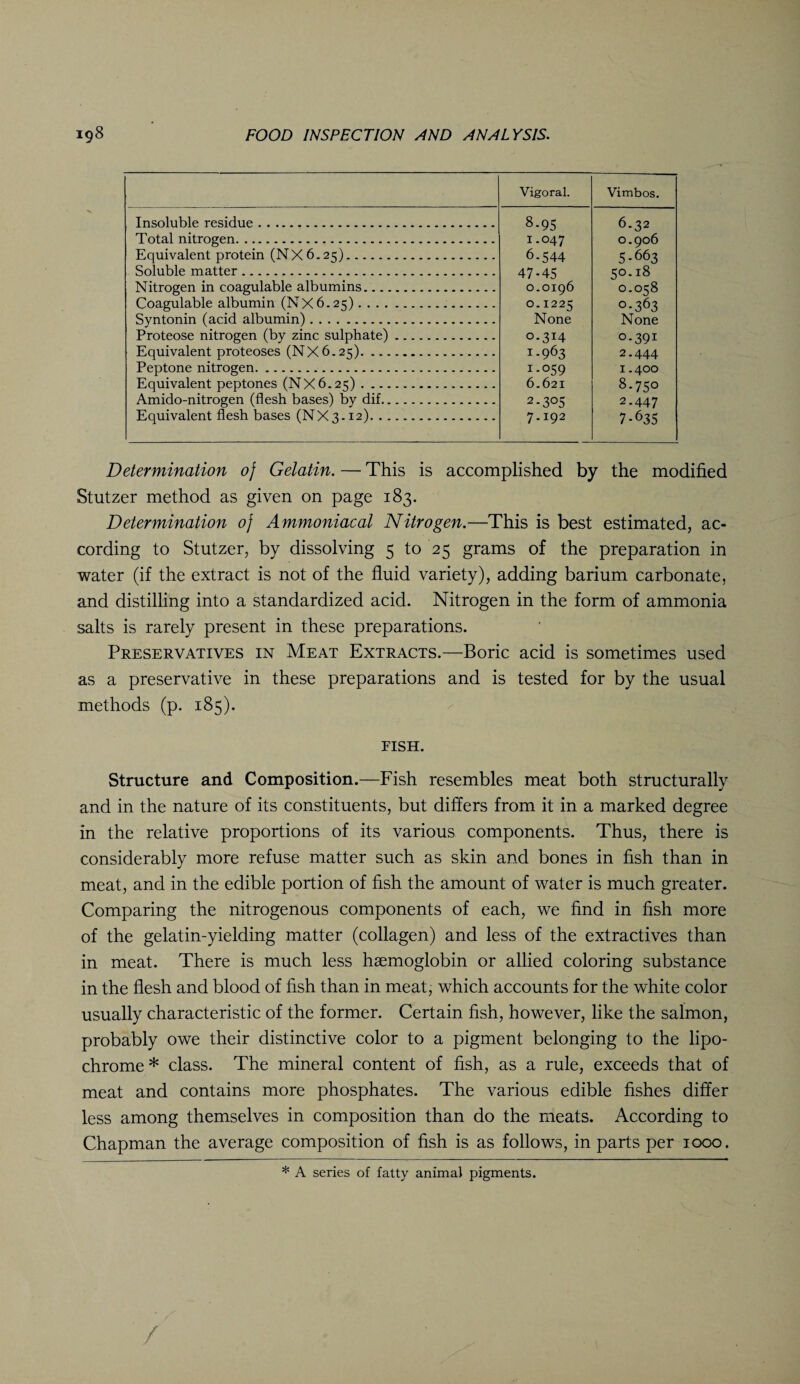 198 FOOD INSPECTION AND ANALYSIS.
Vigoral. Vimbos.
Insoluble residue 8.95 6.32
Total nitrogen 1.047 0.906
Equivalent protein (N×6.25) 6.544 5.663
Soluble matter 47.45 50.18
Nitrogen in coagulable albumins 0.0196 0.058
Coagulable albumin (N×6.25) 0.1225 0.363
Syntonin (acid albumin) None None
Proteose nitrogen (by zinc sulphate) 0.314 0.391
Equivalent proteoses (N×6.25) 1.963 2.444
Peptone nitrogen 1.059 1.400
Equivalent peptones (N×6.25) 6.621 8.750
Amido-nitrogen (flesh bases) by dif. 2.305 2.447
Equivalent flesh bases (N×3.12) 7.192 7.635
Determination of Gelatin. — This is accomplished by the modified
Stutzer method as given on page 183.
Determination of Ammoniacal Nitrogen.—This is best estimated, ac-
cording to Stutzer, by dissolving 5 to 25 grams of the preparation in
water (if the extract is not of the fluid variety), adding barium carbonate,
and distilling into a standardized acid. Nitrogen in the form of ammonia
salts is rarely present in these preparations.
Preservatives in Meat Extracts.—Boric acid is sometimes used
as a preservative in these preparations and is tested for by the usual
methods (p. 185).
FISH.
Structure and Composition.—Fish resembles meat both structurally
and in the nature of its constituents, but differs from it in a marked degree
in the relative proportions of its various components. Thus, there is
considerably more refuse matter such as skin and bones in fish than in
meat, and in the edible portion of fish the amount of water is much greater.
Comparing the nitrogenous components of each, we find in fish more
of the gelatin-yielding matter (collagen) and less of the extractives than
in meat. There is much less hæmoglobin or allied coloring substance
in the flesh and blood of fish than in meat, which accounts for the white color
usually characteristic of the former. Certain fish, however, like the salmon,
probably owe their distinctive color to a pigment belonging to the lipo-
chrome * class. The mineral content of fish, as a rule, exceeds that of
meat and contains more phosphates. The various edible fishes differ
less among themselves in composition than do the meats. According to
Chapman the average composition of fish is as follows, in parts per 1000.
* A series of fatty animal pigments.